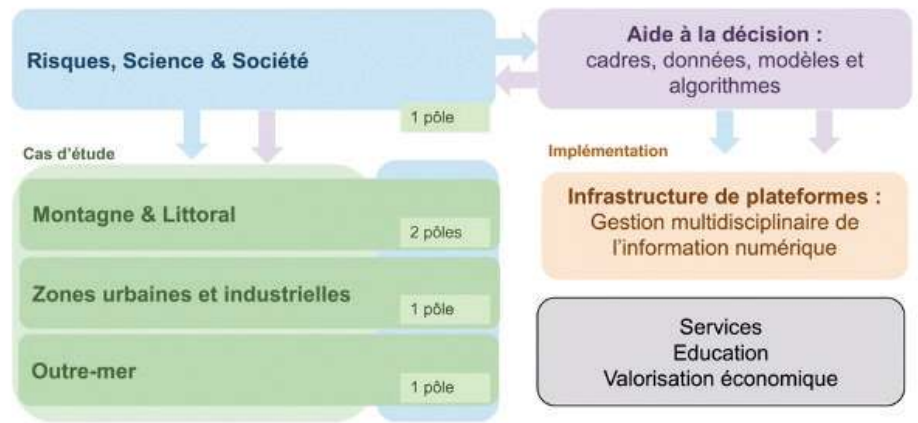 Risques, Science & Société
1 pôle
Aide à la décision :
cadres, données, modèles et
algorithmes
Cas d'étude
Montagne & Littoral
2 pôles
Zones urbaines et industrielles
1 pôle
Outre-mer
1 pôle
Implémentation
Infrastructure de plateformes :
Gestion multidisciplinaire de
l'information numérique
Services
Education
Valorisation économique